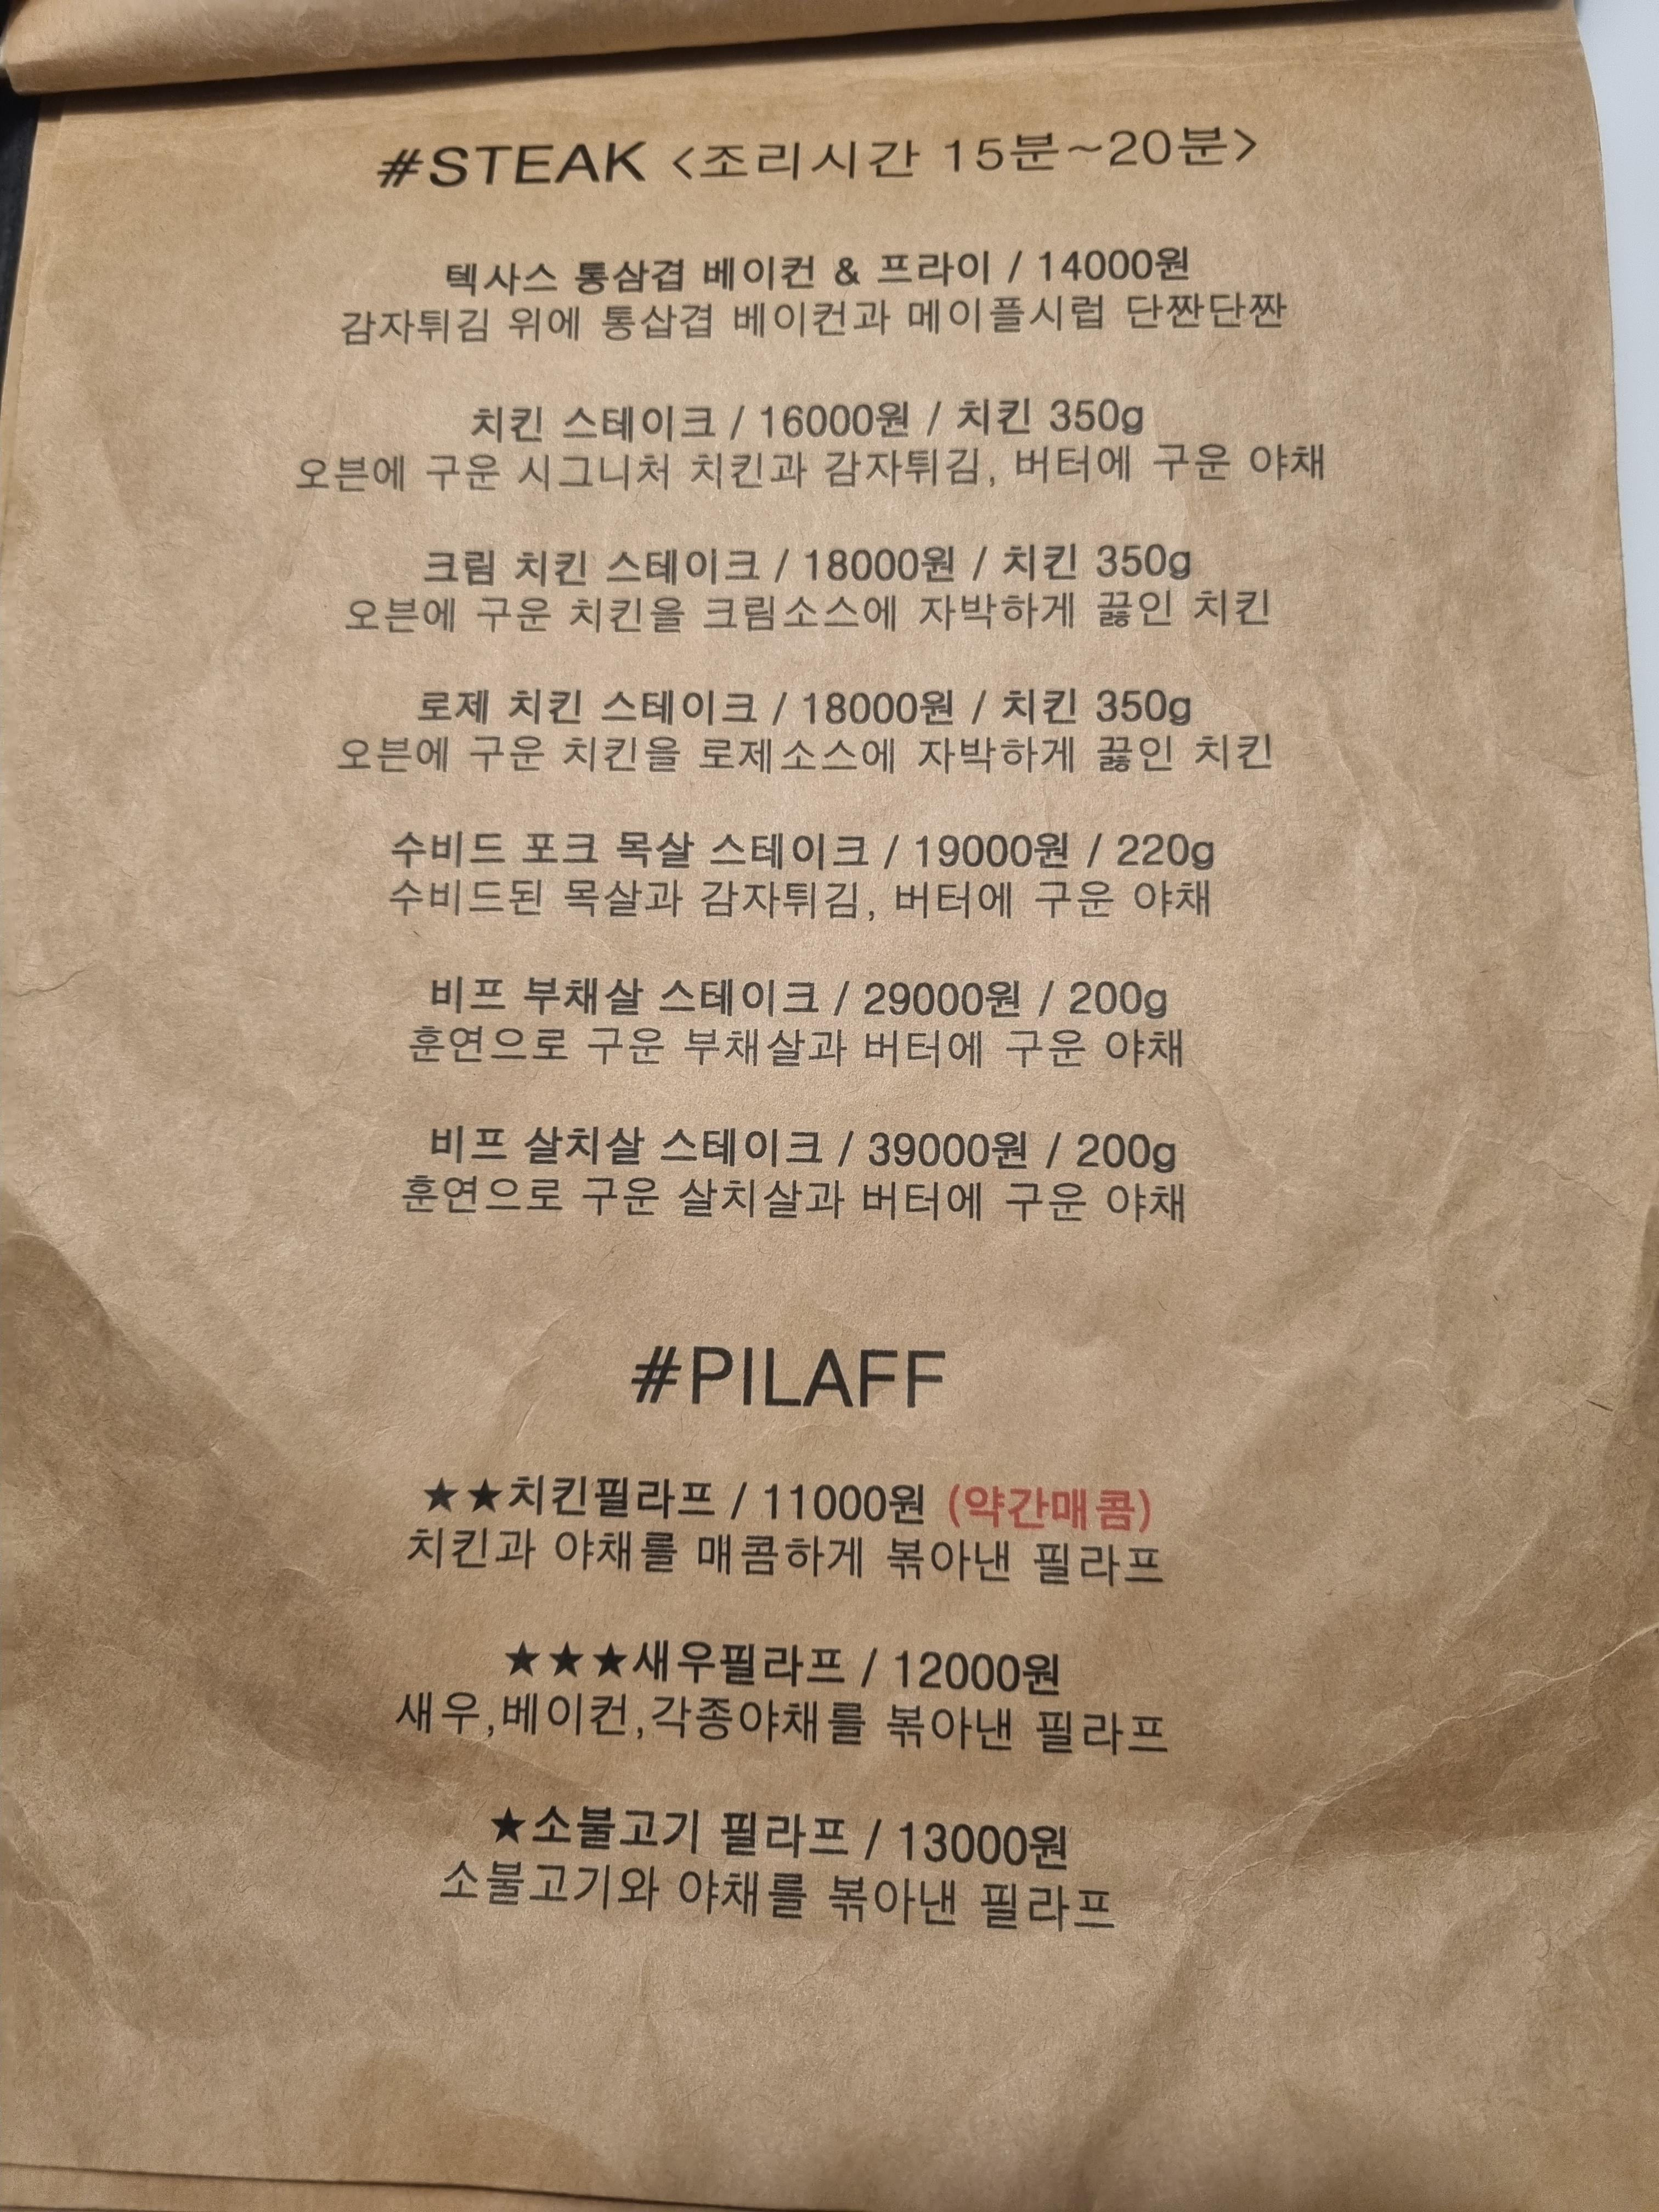 #STEAK <조리시간 15분~20분>
텍사스 통삼겹 베이컨 & 프라이 / 14000원
감자튀김 위에 통삽겹 베이컨과 메이플시럽 단짠단짠
치킨 스테이크 / 16000원 / 치킨 350g
오븐에 구운 시그니처 치킨과 감자튀김, 버터에 구운 야채
크림 치킨 스테이크 / 18000원 / 치킨 350g
오븐에 구운 치킨을 크림소스에 자박하게 끓인 치킨
로제 치킨 스테이크 / 18000원 / 치킨 350g
오븐에 구운 치킨을 로제소스에 자박하게 끓인 치킨
수비드 포크 목살 스테이크 / 19000원 / 220g
수비드된 목살과 감자튀김, 버터에 구운 야채
비프 부채살 스테이크 / 29000원 / 200g
훈연으로 구운 부채살과 버터에 구운 야채
비프 살치살 스테이크 / 39000원 / 200g
훈연으로 구운 살치살과 버터에 구운 야채
#PILAFF
★★치킨필라프 / 11000원 (약간매콤)
치킨과 야채를 매콤하게 볶아낸 필라프
★★★새우필라프 / 12000원
새우,베이컨,각종야채를 볶아낸 필라프
★소불고기 필라프 / 13000원
소불고기와 야채를 볶아낸 필라프